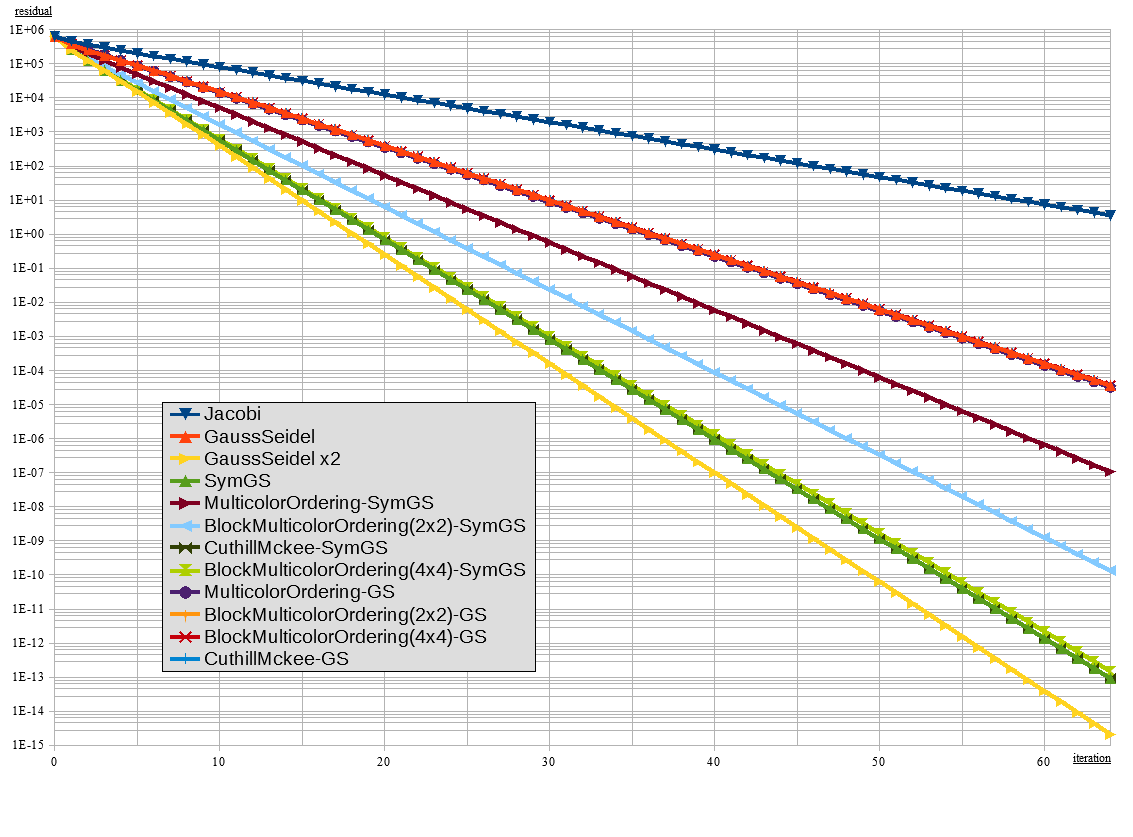 residual
1E+06
1E+05
1E+04
1E+03
1E+02
1E+01
1E+00
1E-01
1E-02
1E-03
1E-04
1E-05
1E-06
1E-07
1E-08
1E-09
1E-10
1E-11
1E-12
1E-13
1E-14
1E-15
Jacobi
GaussSeidel
GaussSeidel x2
SymGS
MulticolorOrdering-SymGS
BlockMulticolorOrdering(2x2)-SymGS
CuthillMckee-SymGS
BlockMulticolorOrdering(4x4)-SymGS
MulticolorOrdering-GS
BlockMulticolorOrdering(2x2)-GS
BlockMulticolorOrdering(4x4)-GS
CuthillMckee-GS
0 10 20 30 40 50 60 iteration